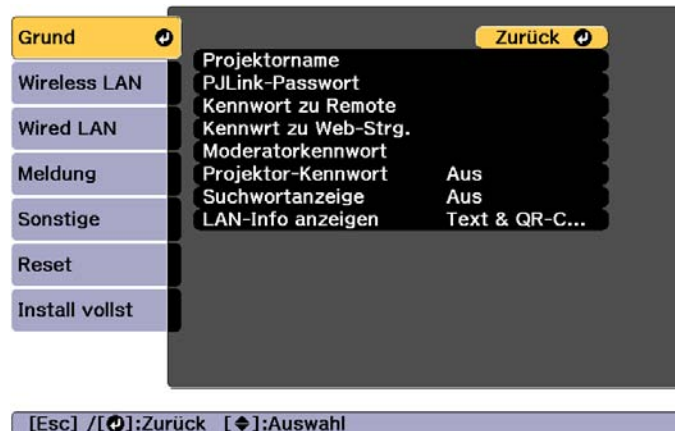 Grund
Wireless LAN
Wired LAN
Meldung
Sonstige
Reset
Install vollst
Zurück
Projektorname
PJLink-Passwort
Kennwort zu Remote
Kennwrt zu Web-Strg.
Moderatorkennwort
Projektor-Kennwort Aus
Suchwortanzeige Aus
LAN-Info anzeigen Text & QR-C...
[Esc] /[⏎]:Zurück [◆]:Auswahl